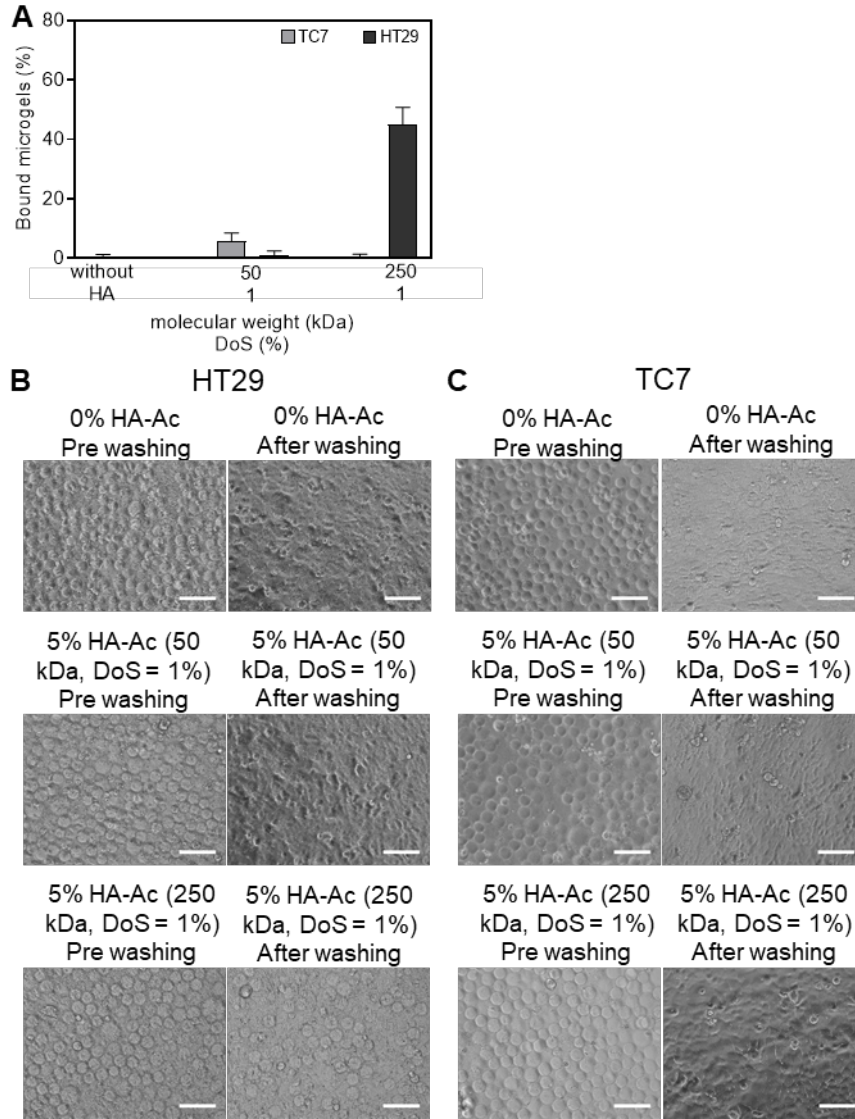 A
Bound microgels (%)
80
60
40
20
0
TC7 HT29
without HA
50
1
250
1
molecular weight (kDa)
DoS (%)
B HT29
0% HA-Ac
Pre washing
0% HA-Ac
After washing
5% HA-Ac (50
kDa, DoS = 1%)
Pre washing
5% HA-Ac (50
kDa, DoS = 1%)
After washing
5% HA-Ac (250
kDa, DoS = 1%)
Pre washing
5% HA-Ac (250
kDa, DoS = 1%)
After washing
C TC7
0% HA-Ac
Pre washing
0% HA-Ac
After washing
5% HA-Ac (50
kDa, DoS = 1%)
Pre washing
5% HA-Ac (50
kDa, DoS = 1%)
After washing
5% HA-Ac (250
kDa, DoS = 1%)
Pre washing
5% HA-Ac (250
kDa, DoS = 1%)
After washing